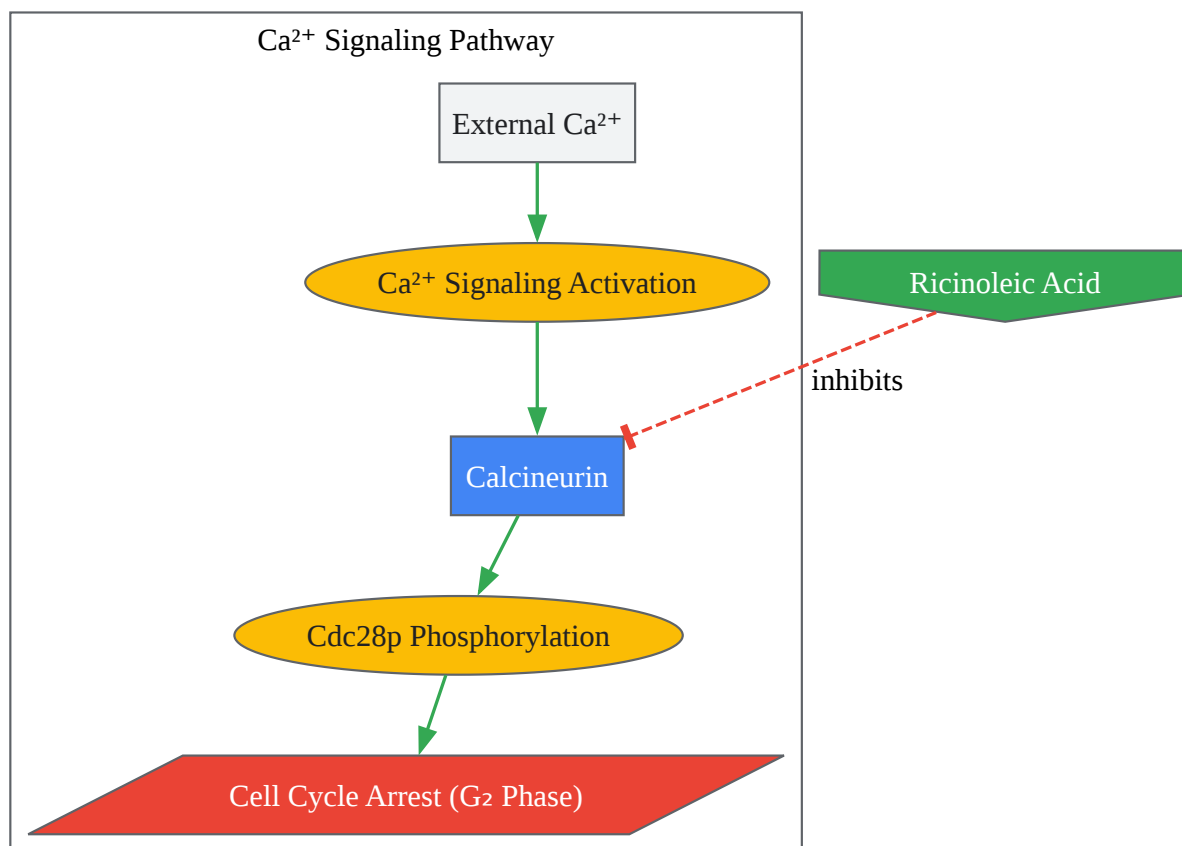 Ca²⁺ Signaling Pathway
External Ca²⁺
Ca²⁺ Signaling Activation
Ricinoleic Acid
inhibits
Calcineurin
Cdc28p Phosphorylation
Cell Cycle Arrest (G₂ Phase)